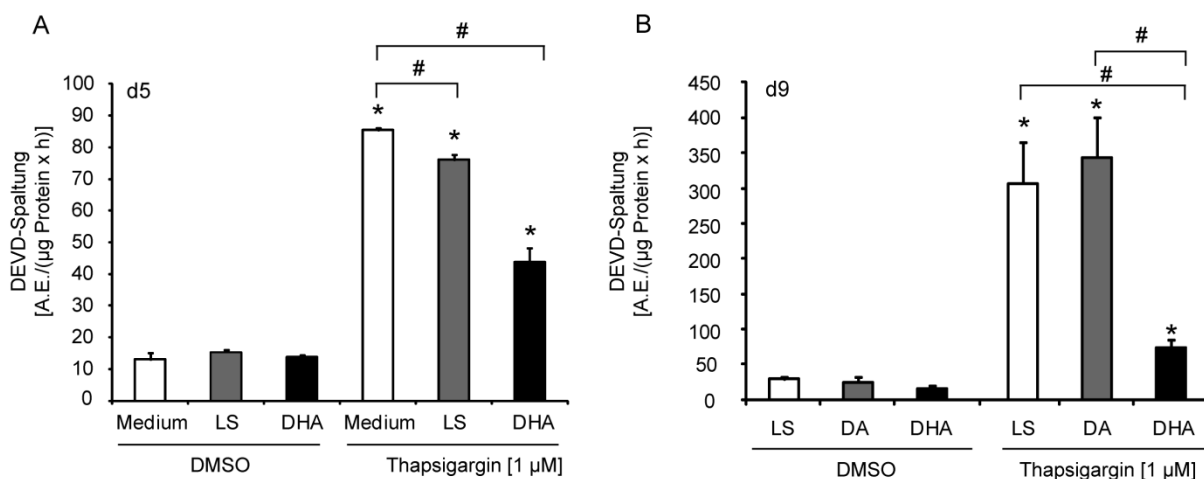 A
d5
DEVD-Spaltung
[A.E./(µg Protein x h)]
100
90
80
70
60
50
40
30
20
10
0
#
#
*
*
*
Medium LS DHA Medium LS DHA
DMSO Thapsigargin [1 µM]
B
d9
DEVD-Spaltung
[A.E./(µg Protein x h)]
450
400
350
300
250
200
150
100
50
0
#
#
*
*
*
LS DA DHA LS DA DHA
DMSO Thapsigargin [1 µM]